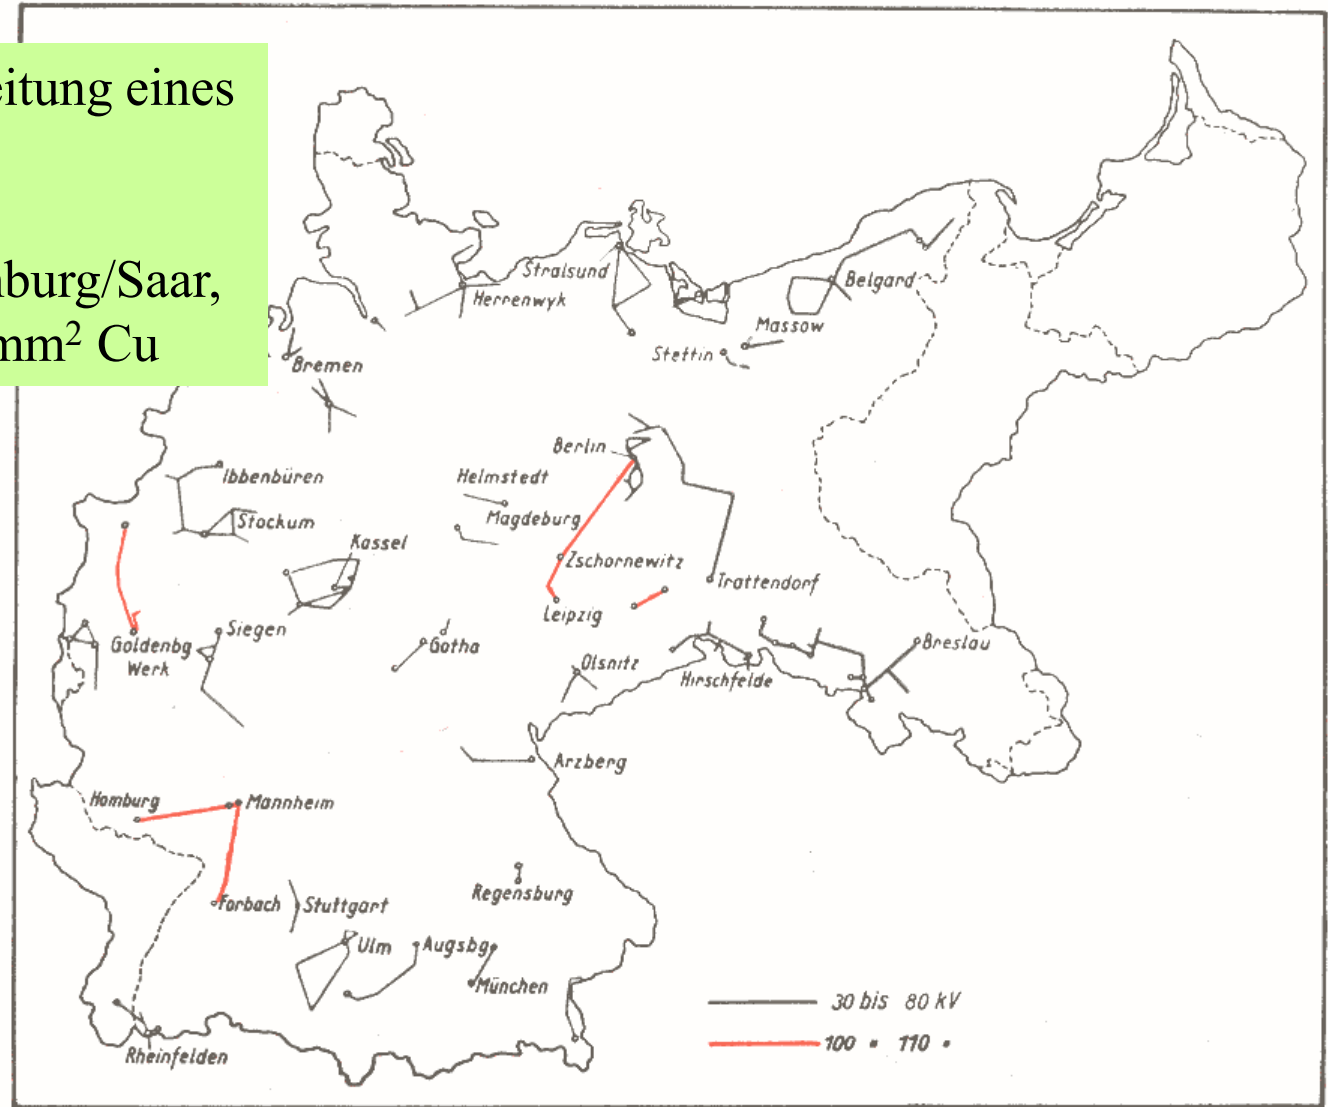 eitung eines
burg/Saar,
mm² Cu
Stralsund
Herrenwyk
Belgard
Massow
Stettin
Bremen
Berlin
Ibbenbüren
Helmstedt
Stockum
Magdeburg
Kassel
Zschornewitz
Trattendorf
Leipzig
Goldenbg
Werk
Siegen
Gotha
Olsnitz
Hirschfelde
Breslau
Arzberg
Homburg
Mannheim
Regensburg
Forbach
Stuttgart
Ulm
Augsbg
München
Rheinfelden
30 bis 80 kV
100 " 110 "